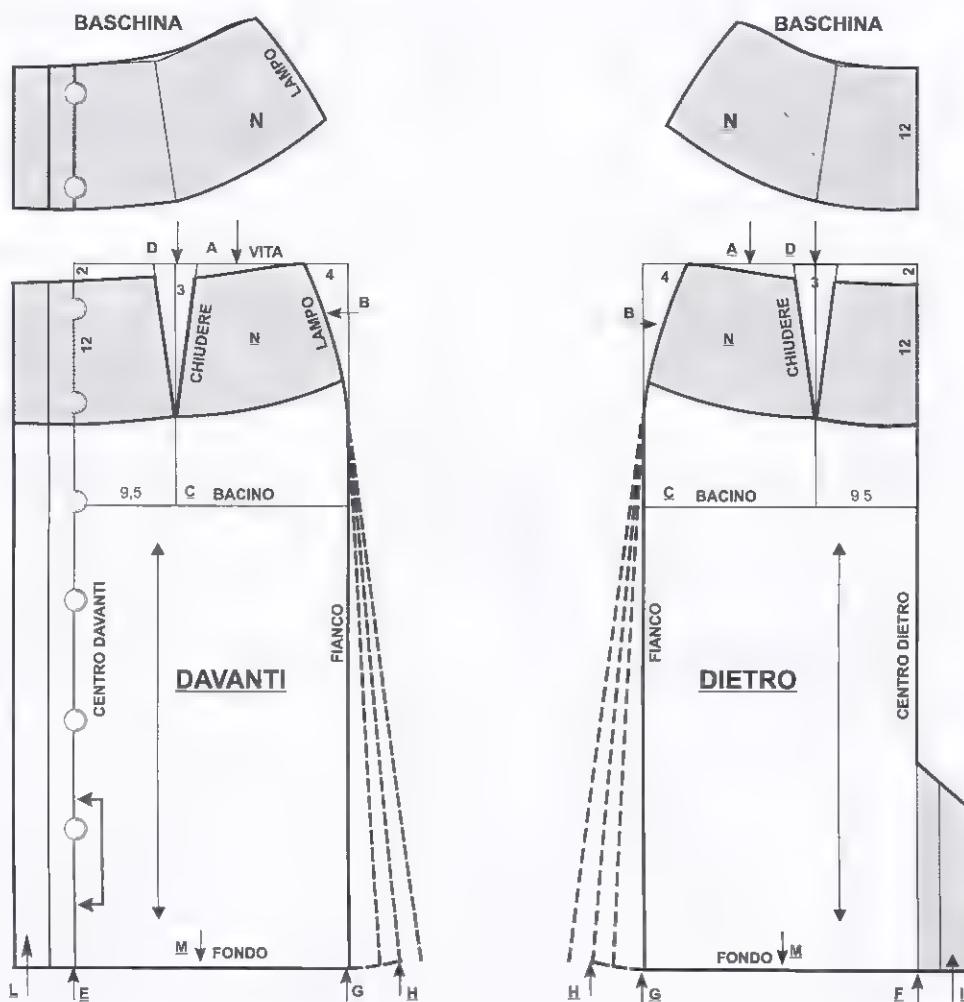 BASCHINA
BASCHINA
LAMPO
N
N
12
D
A
VITA
A
D
2
3
4
B
4
3
2
B
12
CHIUDERE
N
LAMPO
N
CHIUDERE
12
9,5
C
BACINO
C
BACINO
9 5
CENTRO DAVANTI
FIANCO
FIANCO
CENTRO DIETRO
DAVANTI
DIETRO
M
FONDO
FONDO
M
L
E
G
H
H
G
F
I